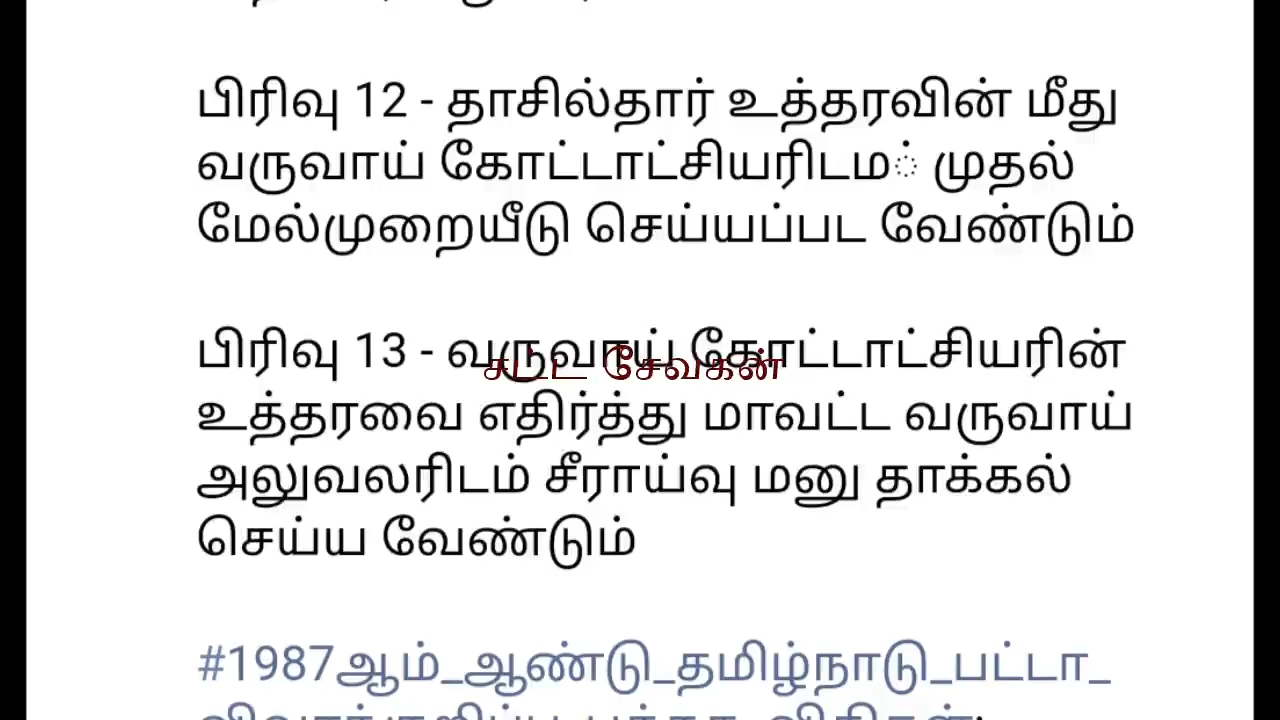 பிரிவு 12 - தாசில்தார் உத்தரவின் மீது
வருவாய் கோட்டாட்சியரிடம் முதல்
மேல்முறையீடு செய்யப்பட வேண்டும்
பிரிவு 13 - வருவாய் கோட்டாட்சியரின்
சட்ட சேவகன்
உத்தரவை எதிர்த்து மாவட்ட வருவாய்
அலுவலரிடம் சீராய்வு மனு தாக்கல்
செய்ய வேண்டும்
#1987ஆம்_ஆண்டு_தமிழ்நாடு_பட்டா_